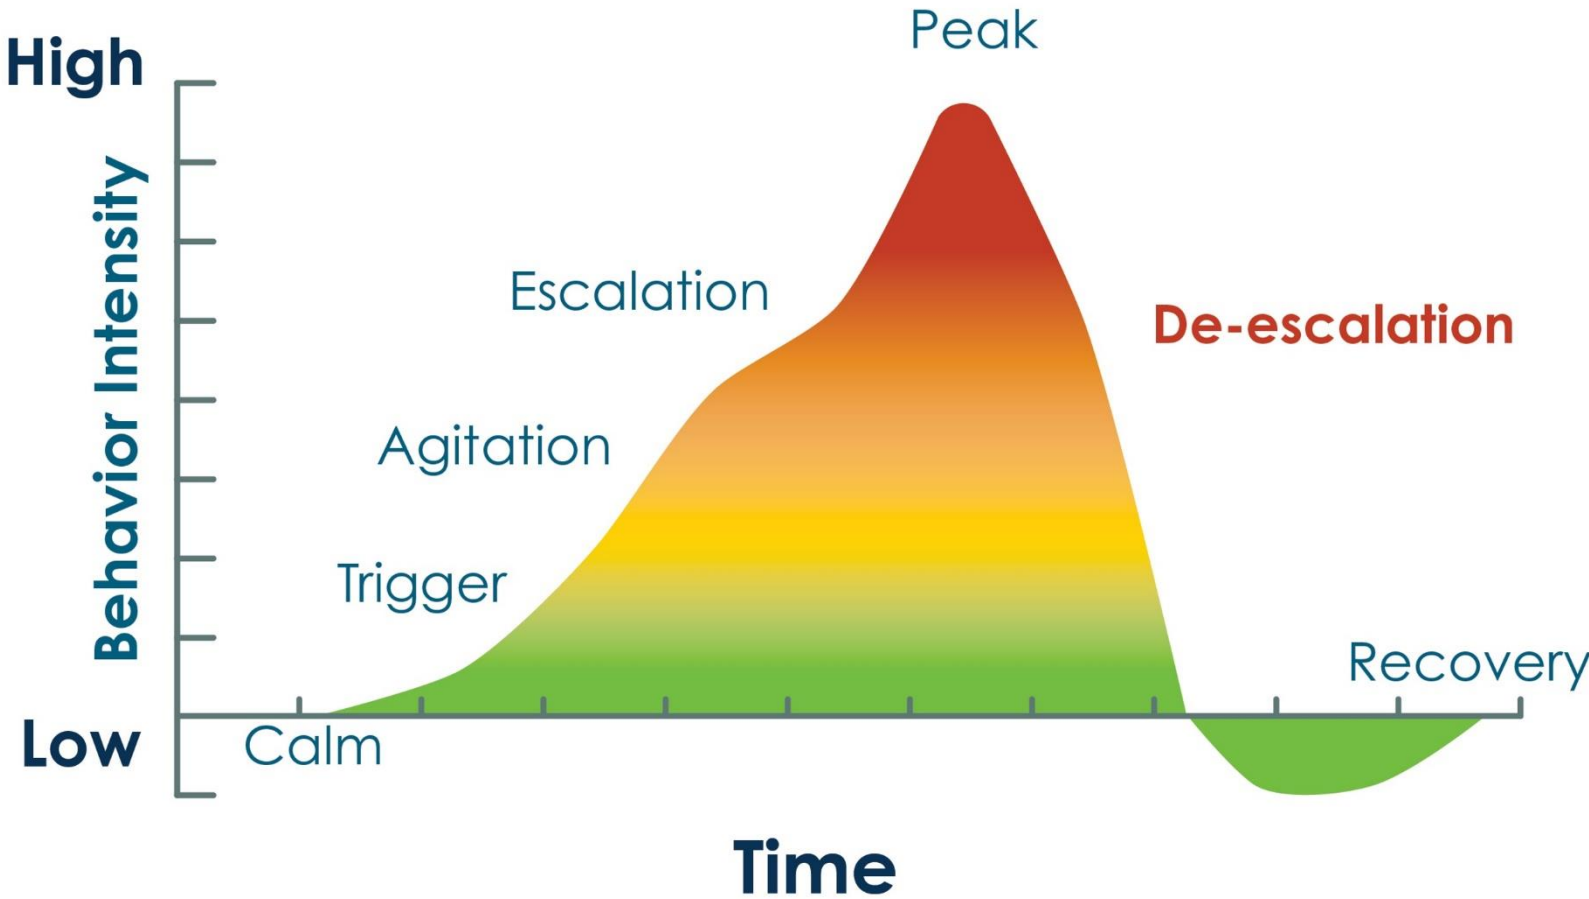 Peak
High
Behavior Intensity
Escalation
De-escalation
Agitation
Trigger
Recovery
Low
Calm
Time